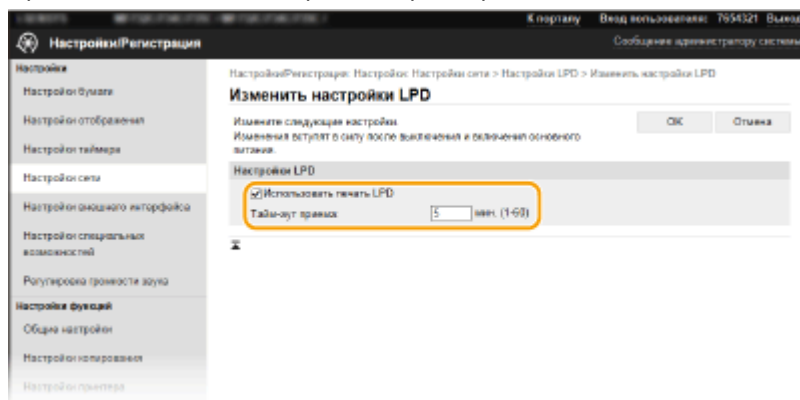 К порталу Вход пользователя: 7654321 Выход
Настройки/Регистрация
Сообщение администратору системы
Настройки
Настройки бумаги
Настройки отображения
Настройки таймера
Настройки сети
Настройки внешнего интерфейса
Настройки специальных
возможностей
Регулировка громкости звука
Настройки функций
Общие настройки
Настройки копирования
Настройки принтера
Настройки/Регистрация: Настройки: Настройки сети > Настройки LPD > Изменить настройки LPD
Изменить настройки LPD
Измените следующие настройки.
Изменения вступят в силу после выключения и включения основного
питания.
OK Отмена
Настройки LPD
Использовать печать LPD
Тайм-аут приема: 5 мин. (1-60)